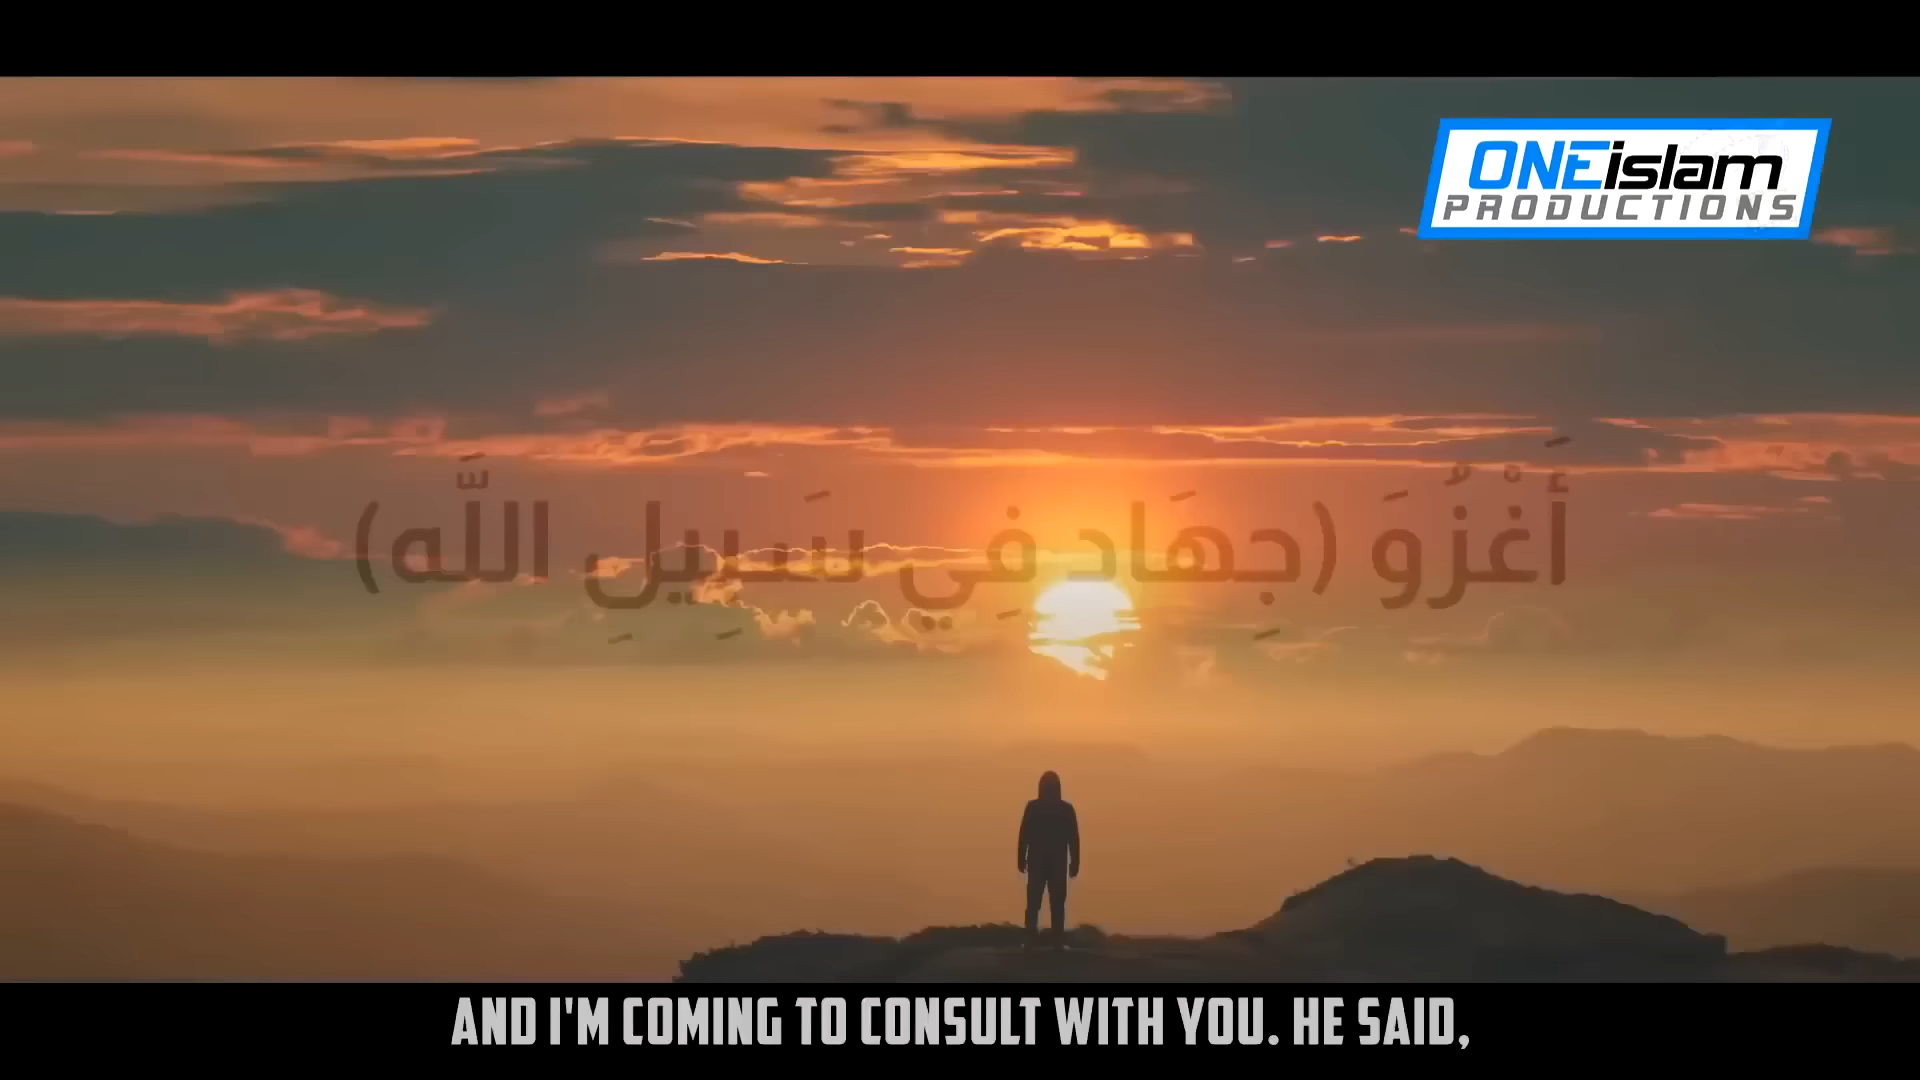 ONEislam
PRODUCTIONS
أَغْزُوَ (جِهَاد فِي سَبِيلِ اللَّه)
AND I'M COMING TO CONSULT WITH YOU. HE SAID,